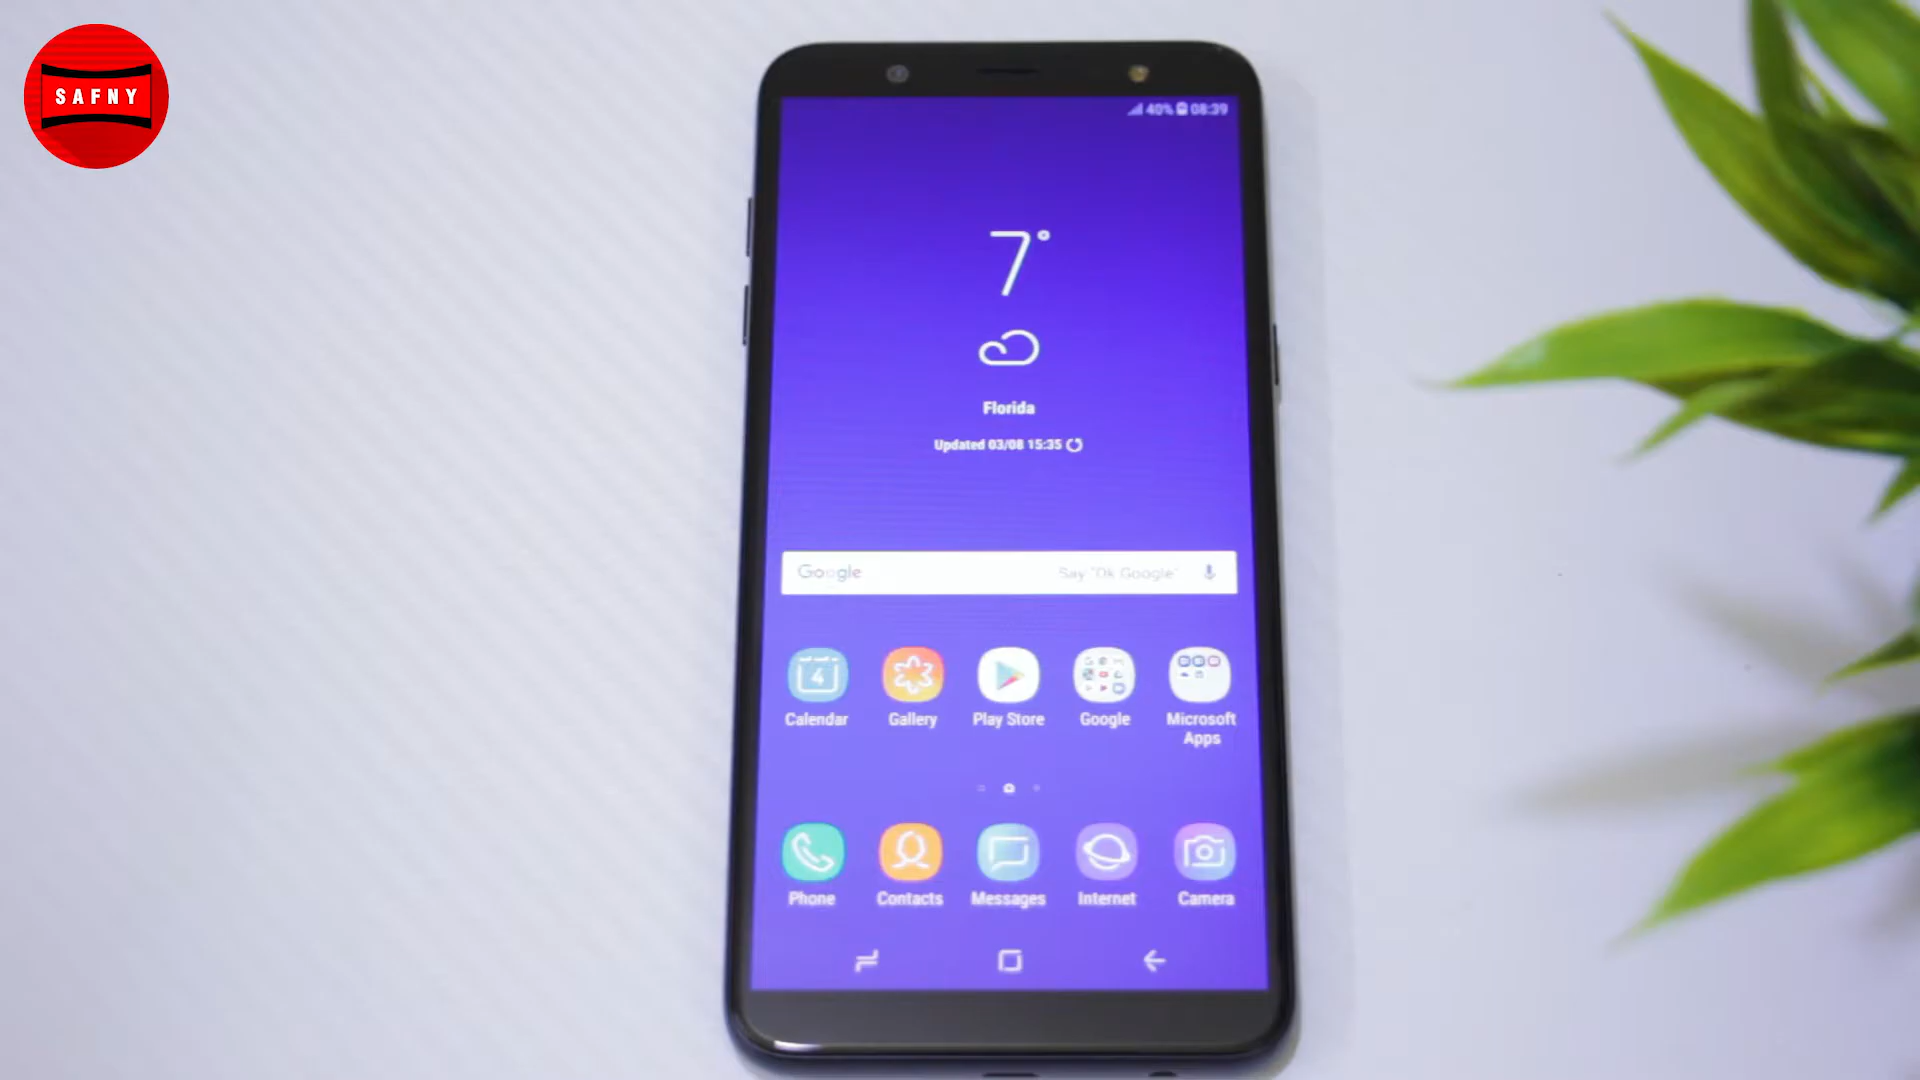 SAFNY
40% 08:39
7°
Florida
Updated 03/08 15:35
Google Say "Ok Google"
4
Calendar Gallery Play Store Google Microsoft Apps
Phone Contacts Messages Internet Camera